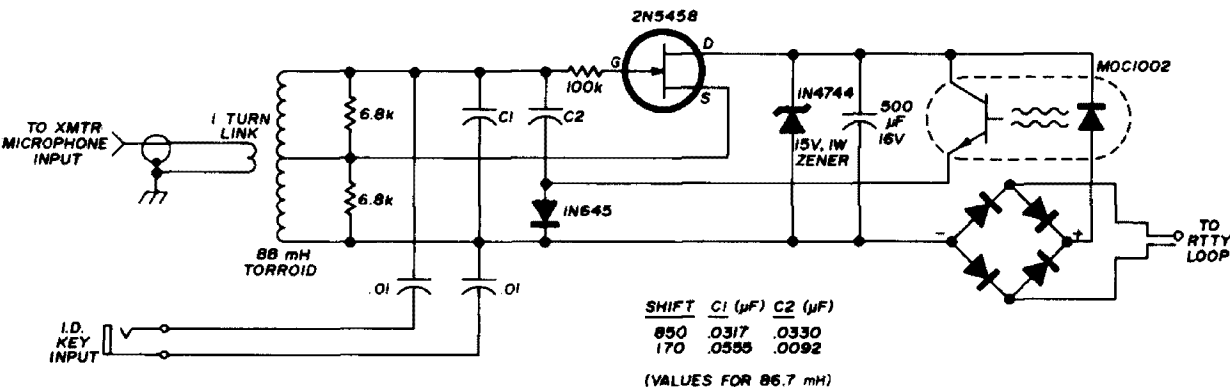 2N5458
D
G
S
100k
MOC1002
1N4744
15V, 1W
ZENER
500
µF
16V
C1
C2
6.8k
6.8k
1 TURN
LINK
TO XMTR
MICROPHONE
INPUT
1N645
- +
TO
RTTY
LOOP
88 mH
TORROID
.01
.01
I.D.
KEY
INPUT
SHIFT C1 (µF) C2 (µF)
850 .0317 .0330
170 .0555 .0092
(VALUES FOR 86.7 mH)